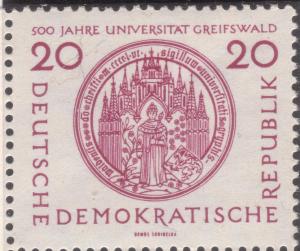 500 JAHRE UNIVERSITÄT GREIFSWALD
20 20
DEUTSCHE
DEMOKRATISCHE
REPUBLIK